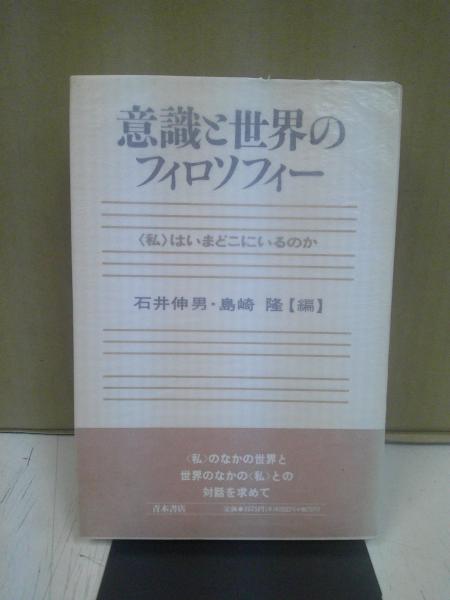 意識と世界の
フィロソフィー
〈私〉はいまどこにいるのか
石井伸男・島崎 隆【編】
〈私〉のなかの世界と
世界のなかの〈私〉との
対話を求めて
青木書店